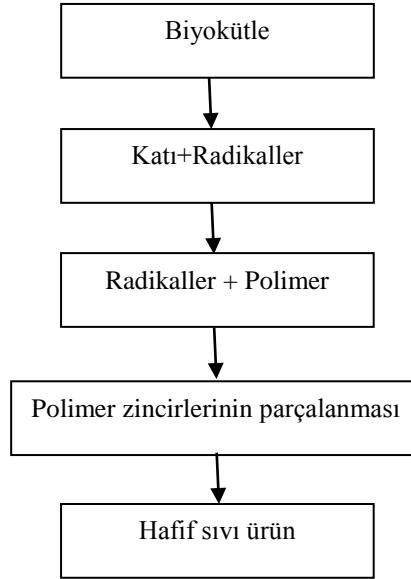 Biyokütle
Katı+Radikaller
Radikaller + Polimer
Polimer zincirlerinin parçalanması
Hafif sıvı ürün